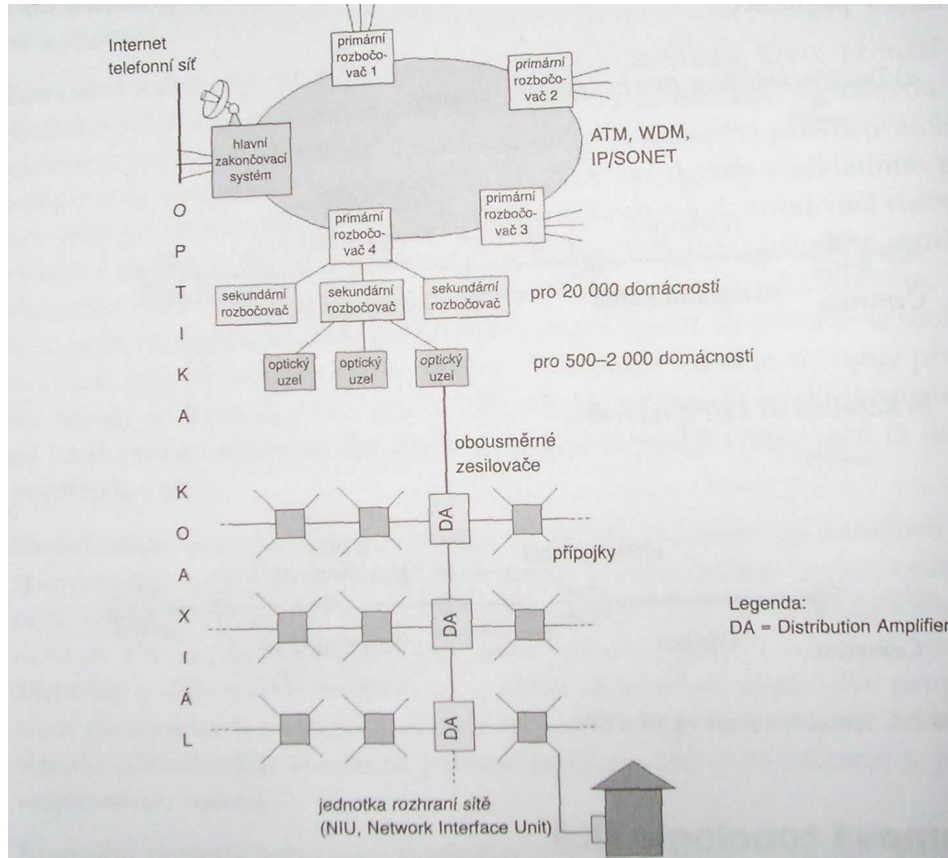 Internet
telefonní síť
primární
rozbočo-
vač 1
primární
rozbočo-
vač 2
hlavní
zakončovací
systém
ATM, WDM,
IP/SONET
primární
rozbočo-
vač 3
primární
rozbočo-
vač 4
sekundární
rozbočovač
sekundární
rozbočovač
sekundární
rozbočovač
pro 20 000 domácností
optický
uzel
optický
uzel
optický
uzel
pro 500–2 000 domácností
O
P
T
I
K
A
K
O
A
X
I
Á
L
obousměrné
zesilovače
DA
přípojky
DA
Legenda:
DA = Distribution Amplifier
DA
jednotka rozhraní sítě
(NIU, Network Interface Unit)